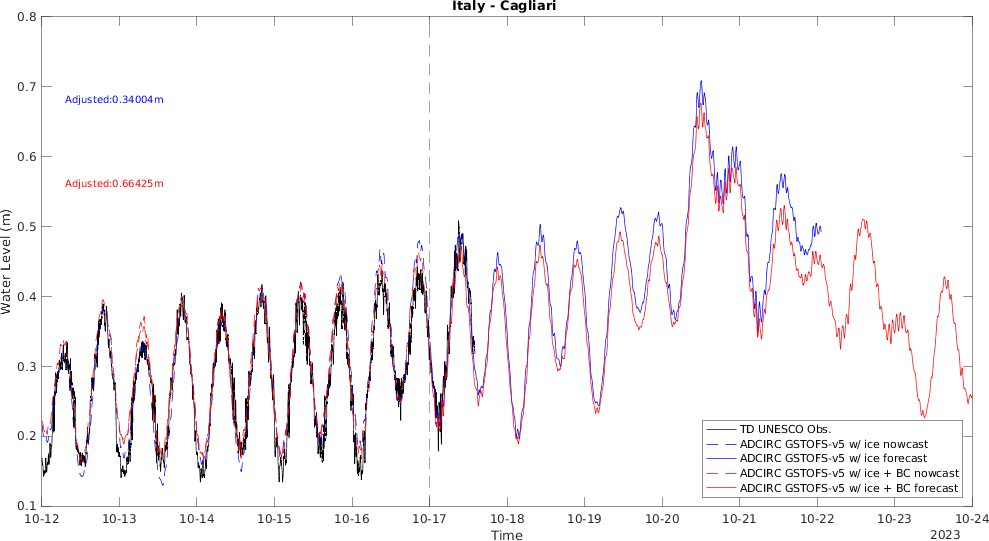 Italy - Cagliari
0.8
0.7
0.6
0.5
0.4
0.3
0.2
0.1
Water Level (m)
Adjusted:0.34004m
Adjusted:0.66425m
TD UNESCO Obs.
ADCIRC GSTOFS-v5 w/ ice nowcast
ADCIRC GSTOFS-v5 w/ ice forecast
ADCIRC GSTOFS-v5 w/ ice + BC nowcast
ADCIRC GSTOFS-v5 w/ ice + BC forecast
10-12 10-13 10-14 10-15 10-16 10-17 10-18 10-19 10-20 10-21 10-22 10-23 10-24
Time
2023